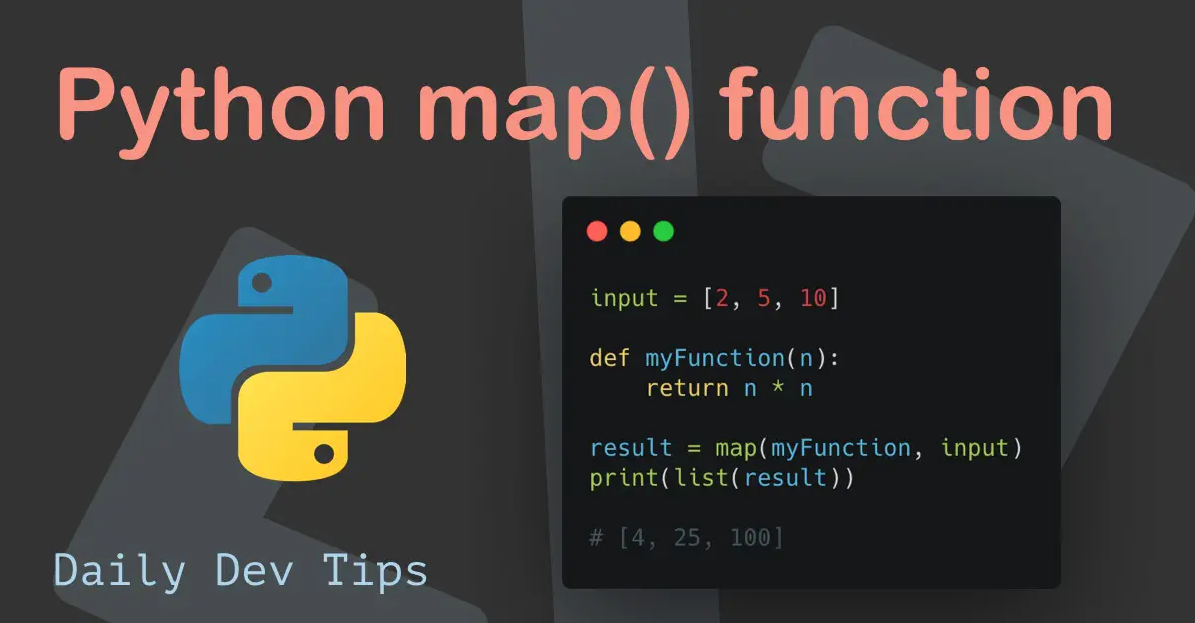 Python map() function
input = [2, 5, 10]
def myFunction(n):
    return n * n
result = map(myFunction, input)
print(list(result))
# [4, 25, 100]
Daily Dev Tips